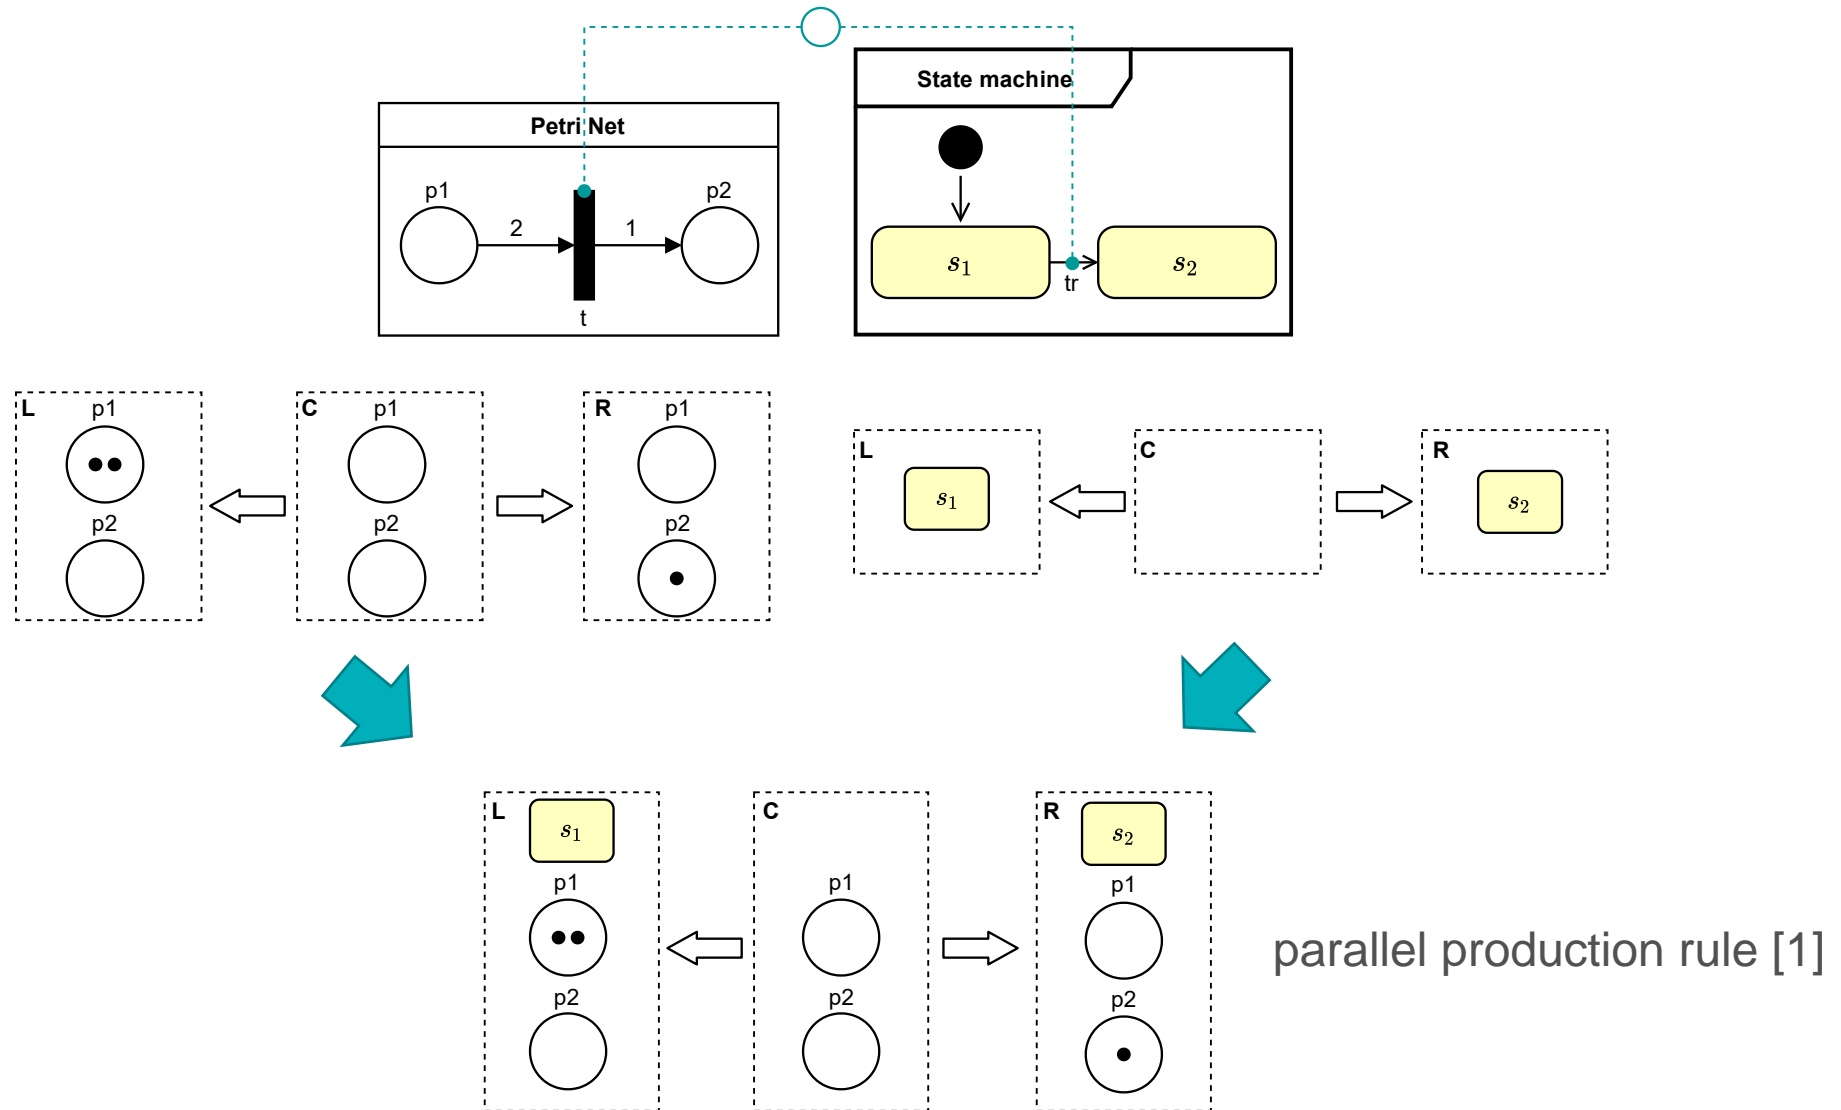 State machine
Petri Net
p1
p2
2
1
t
s₁
s₂
tr
L
p1
p2
C
p1
p2
R
p1
p2
L
s₁
C
R
s₂
L
s₁
p1
p2
C
p1
p2
R
s₂
p1
p2
parallel production rule [1]